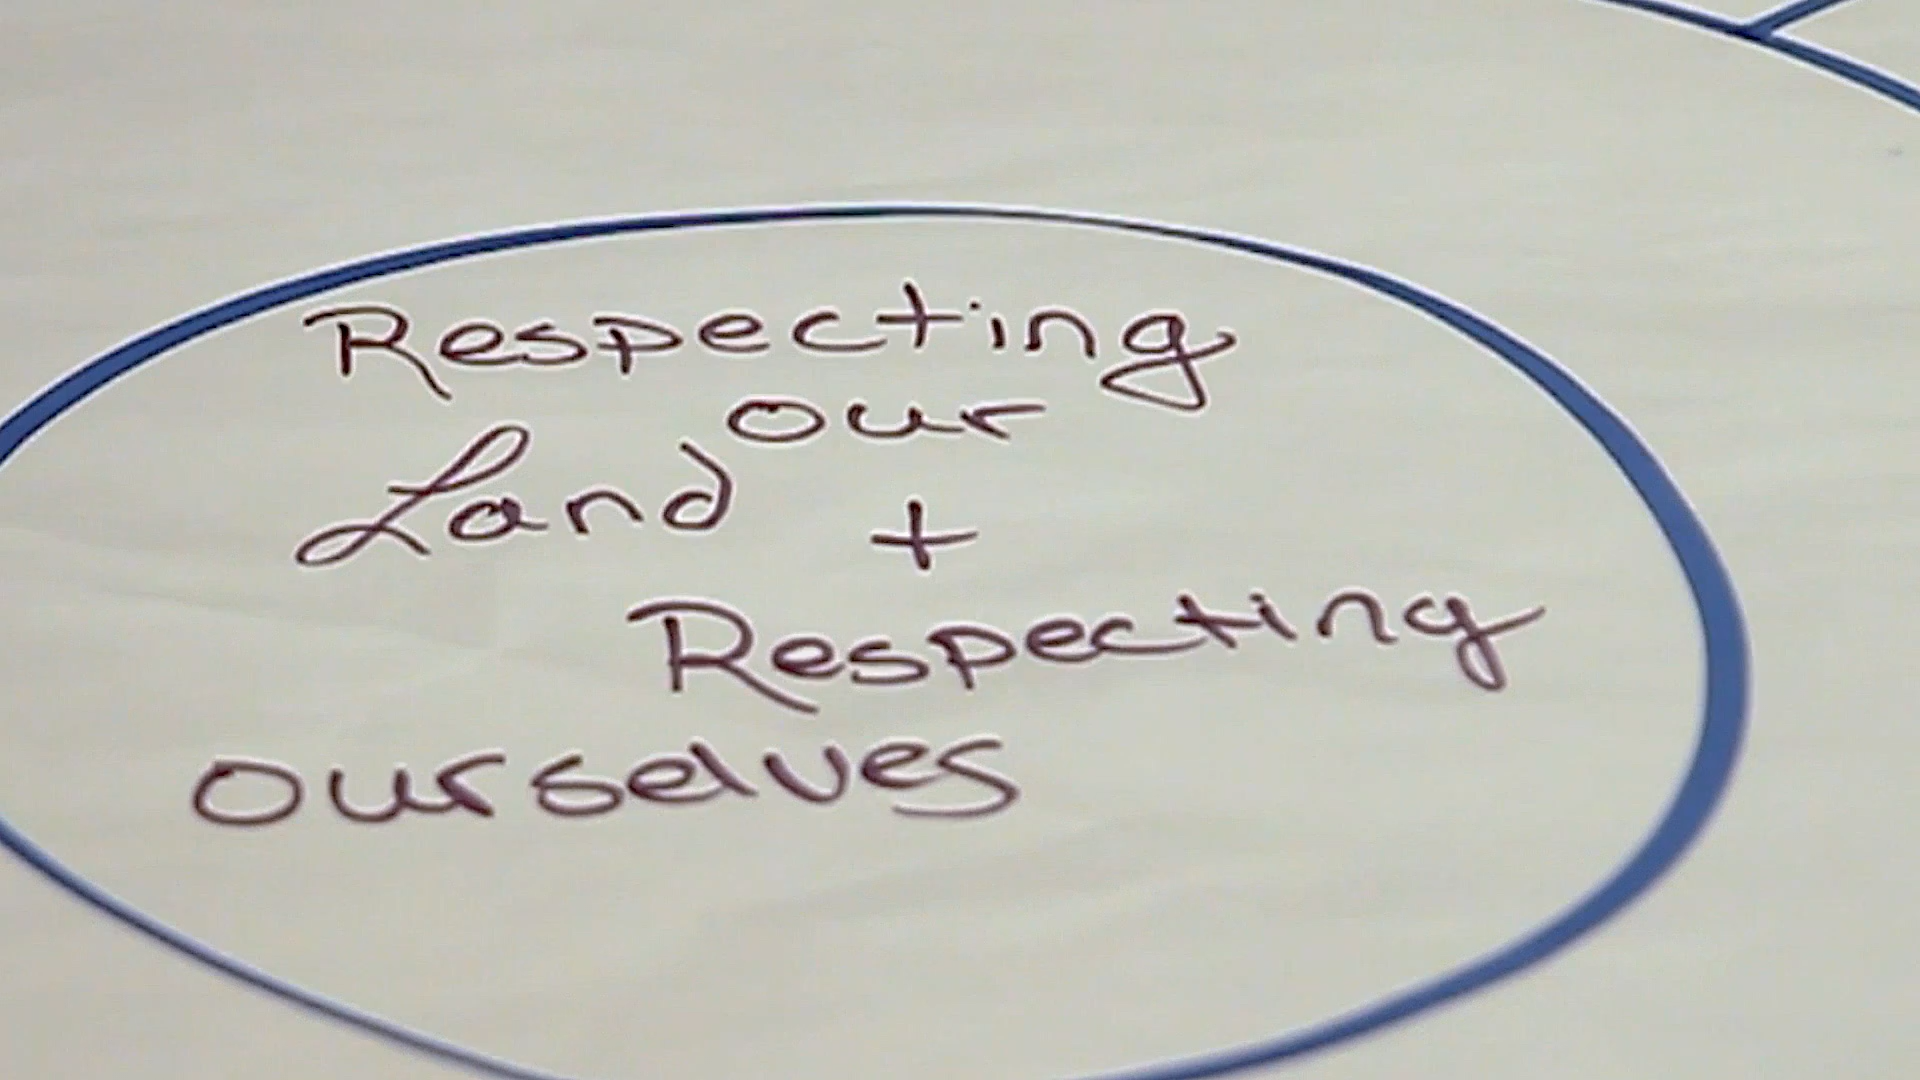 Respecting
our
Land +
Respecting
ourselves